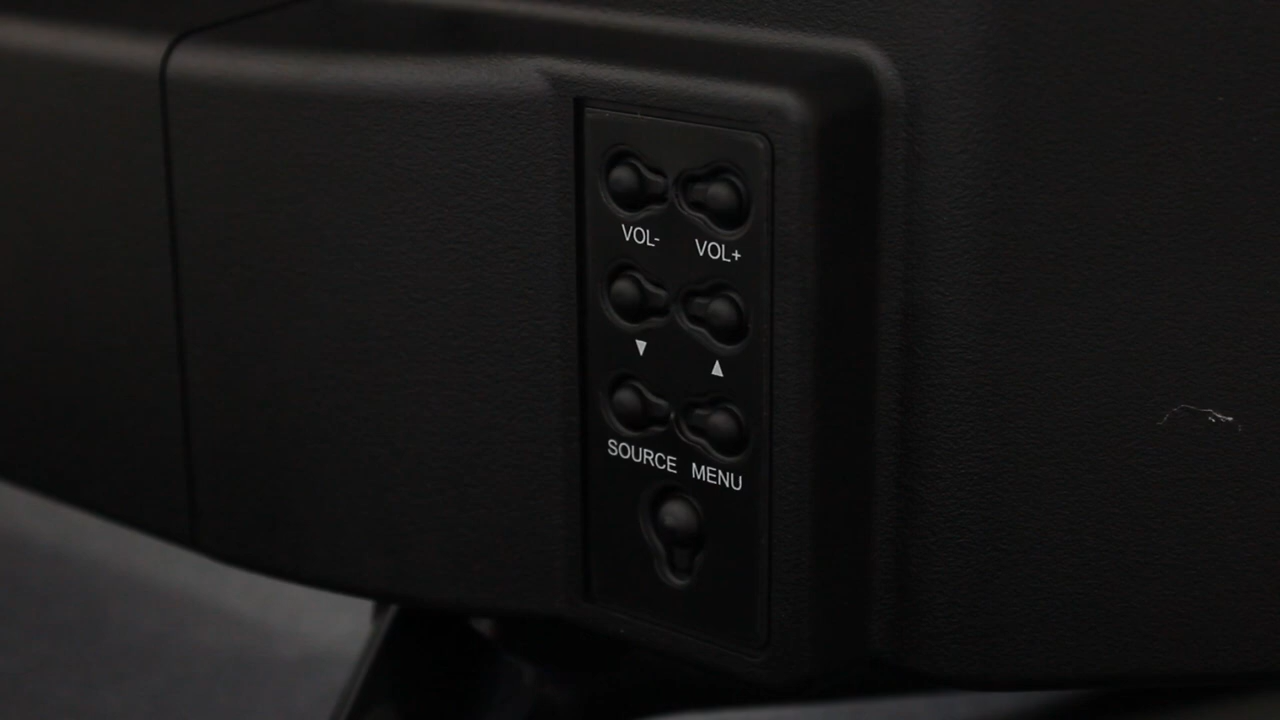 VOL- VOL+
▼ ▲
SOURCE MENU